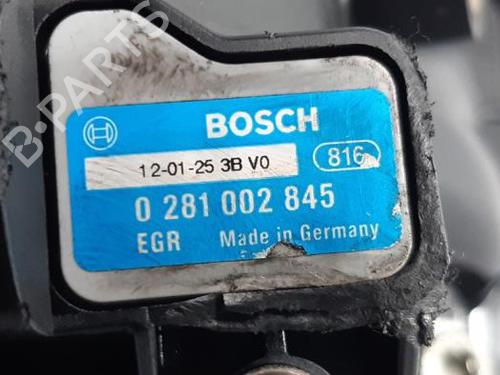 BOSCH
12-01-25 3B V0 816
0 281 002 845
EGR Made in Germany
B-PARTS